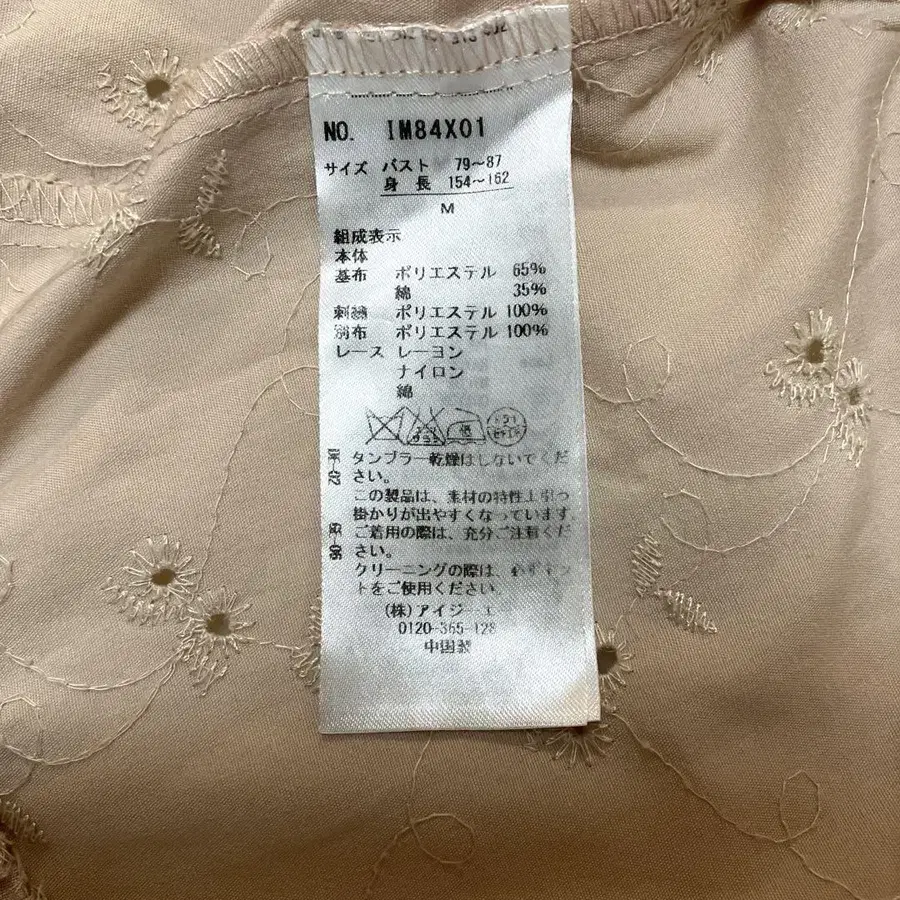 NO. IM84X01
サイズ バスト 79〜87
身長 154〜162
M
組成表示
本体
基布 ポリエステル 65%
綿 35%
刺繍 ポリエステル 100%
別布 ポリエステル 100%
レース レーヨン
ナイロン
綿
タンブラー乾燥はしないでくだ
さい。
この製品は、素材の特性上引っ
掛かりが出やすくなっています。
ご着用の際は、充分ご注意くだ
さい。
クリーニングの際は、必ずネッ
トをご使用ください。
(株)アイジーエー
0120-365-128
中国製